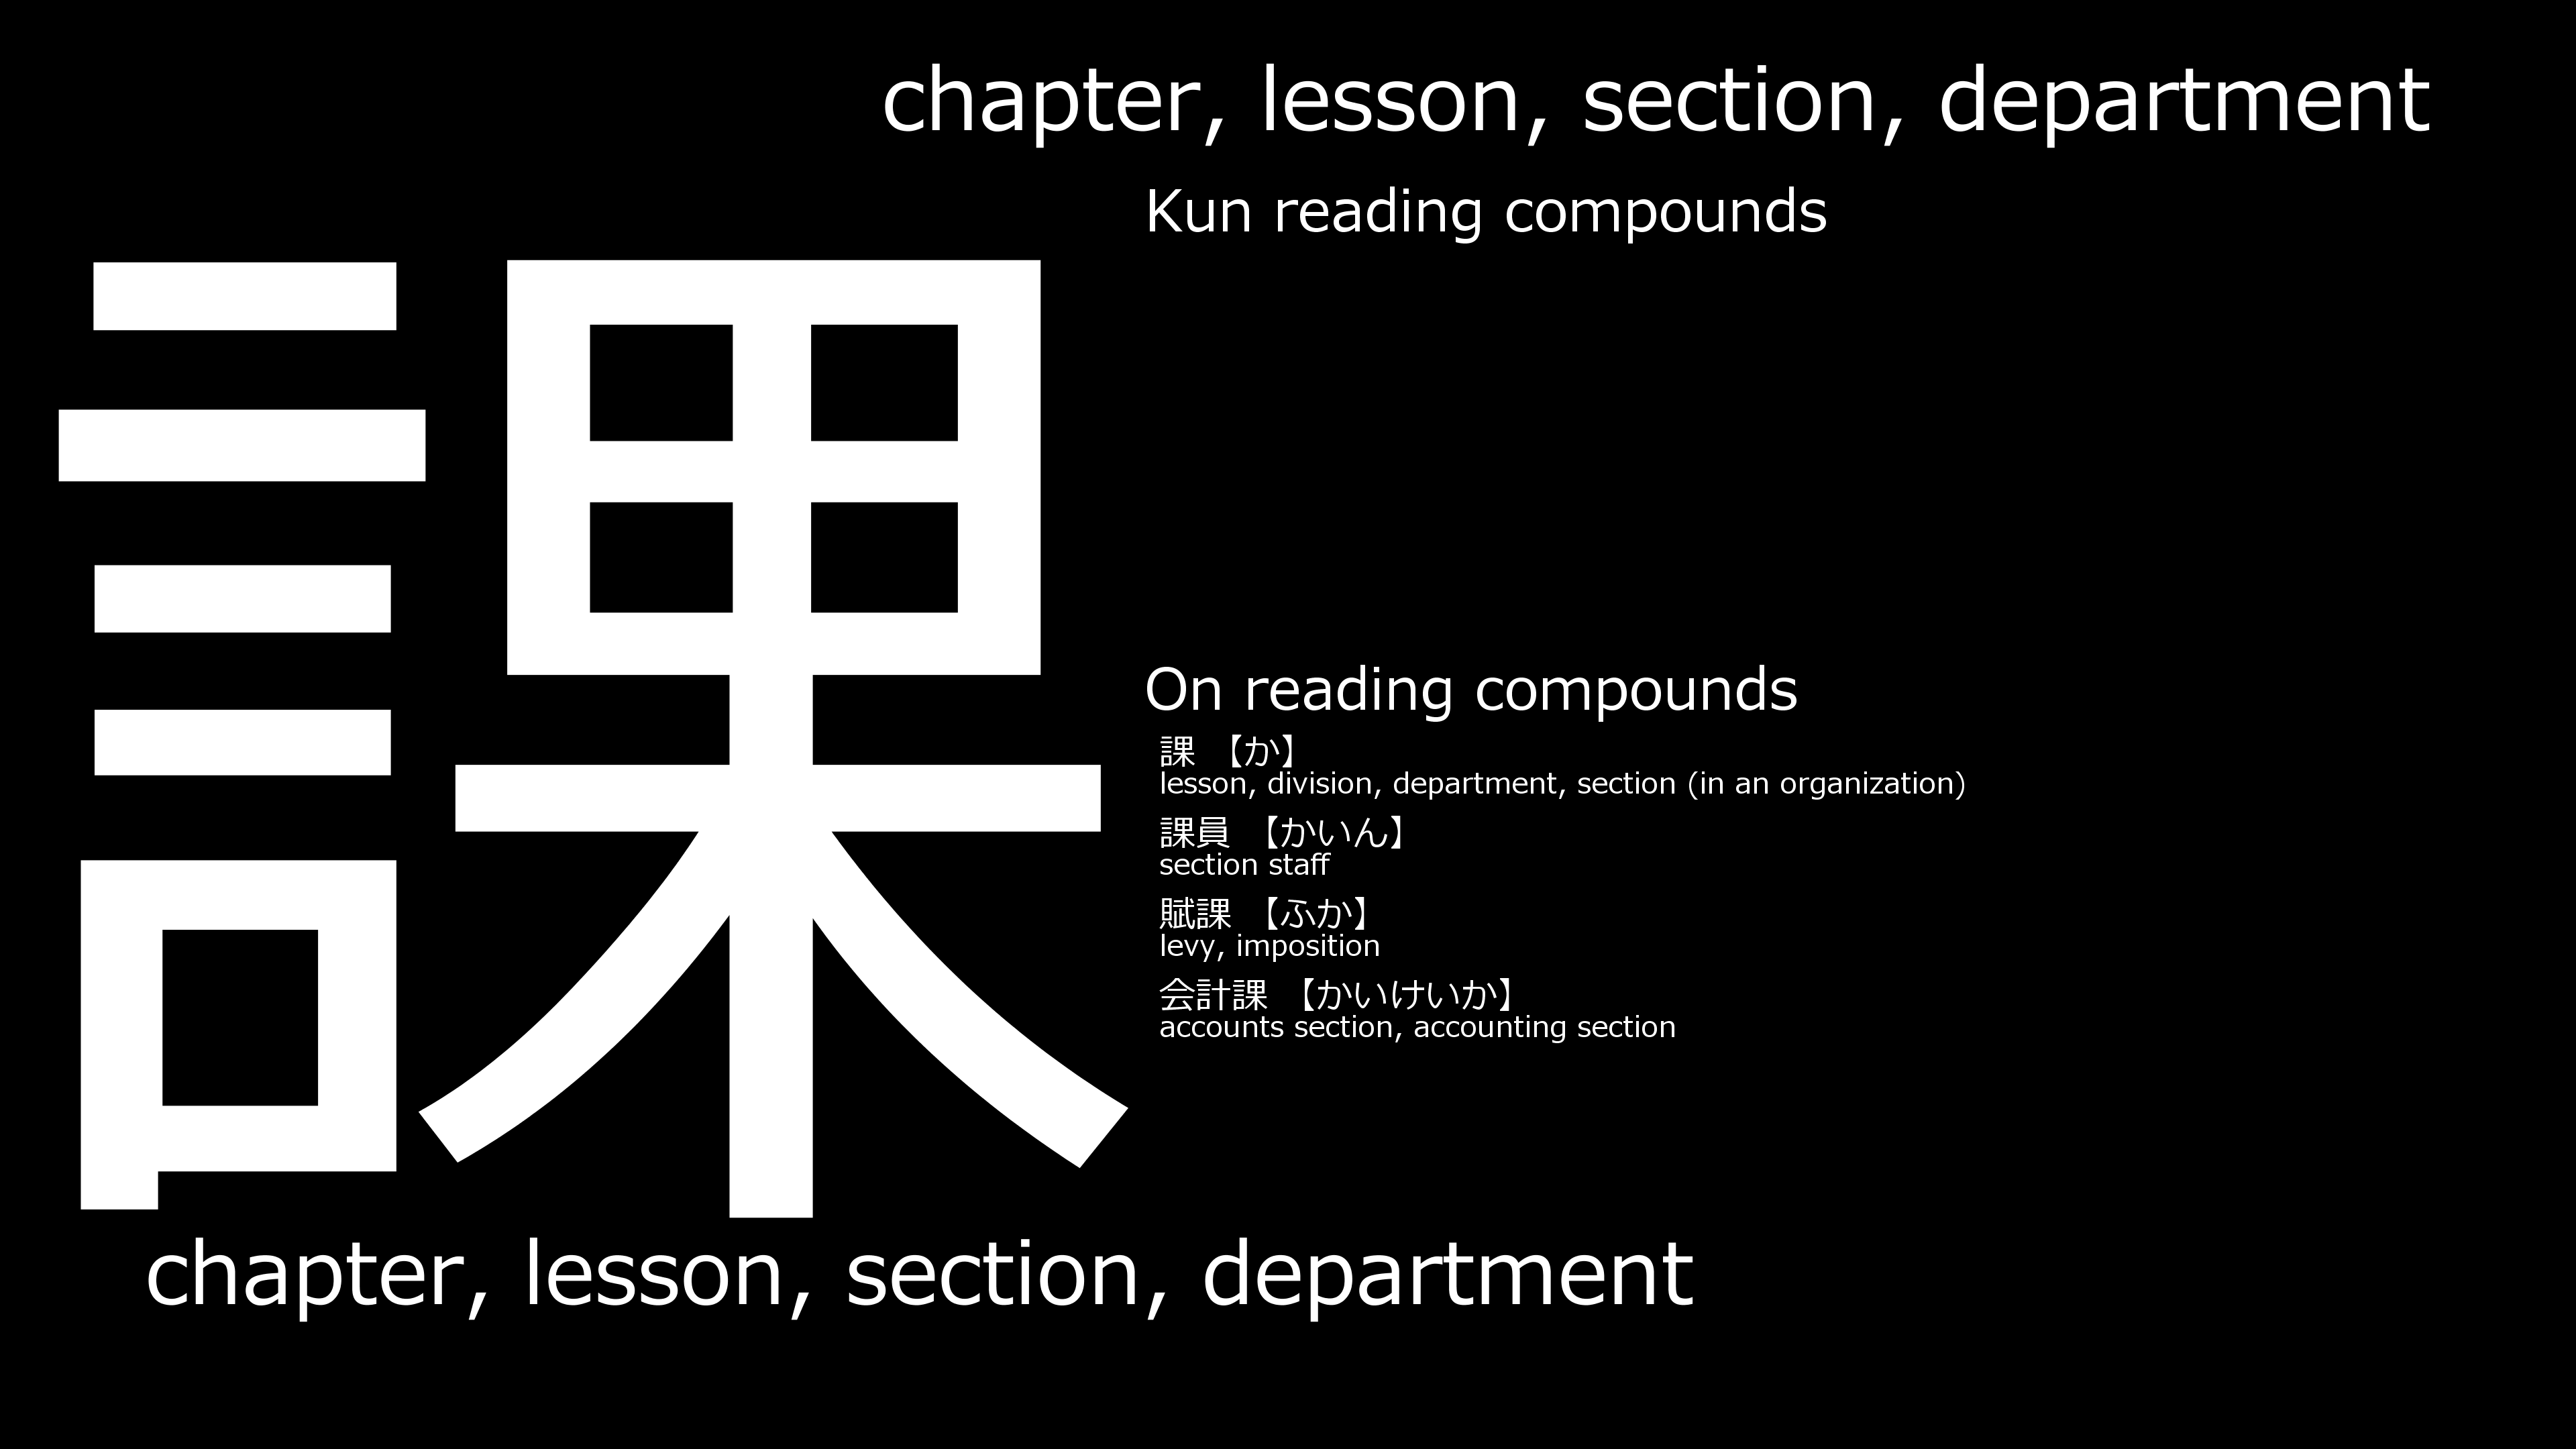 chapter, lesson, section, department
Kun reading compounds
課
On reading compounds
課 【か】
lesson, division, department, section (in an organization)
課員 【かいん】
section staff
賦課 【ふか】
levy, imposition
会計課 【かいけいか】
accounts section, accounting section
chapter, lesson, section, department